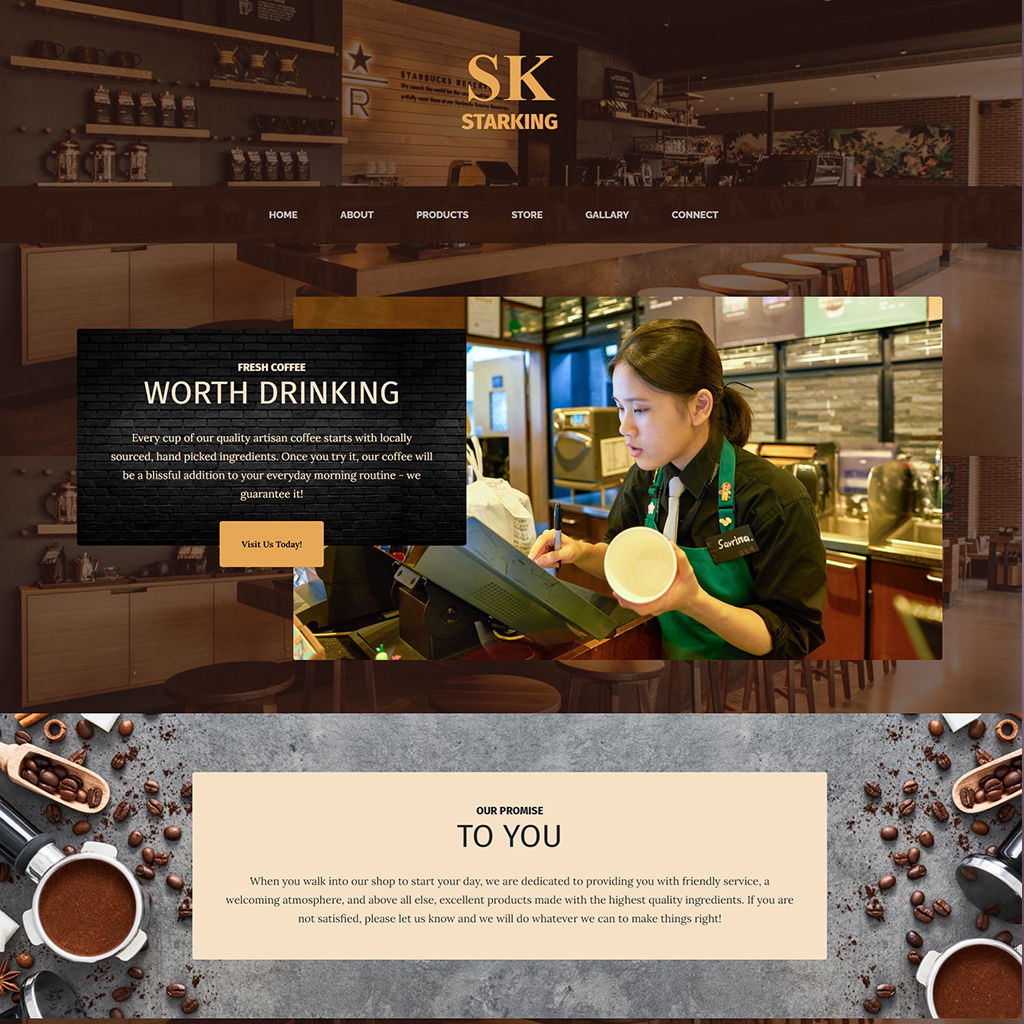 SK
STARKING
STARBUCKS RESERVE
R
HOME ABOUT PRODUCTS STORE GALLARY CONNECT
FRESH COFFEE
WORTH DRINKING
Every cup of our quality artisan coffee starts with locally
sourced, hand picked ingredients. Once you try it, our coffee will
be a blissful addition to your everyday morning routine - we
guarantee it!
Visit Us Today!
Savrina.
OUR PROMISE
TO YOU
When you walk into our shop to start your day, we are dedicated to providing you with friendly service, a
welcoming atmosphere, and above all else, excellent products made with the highest quality ingredients. If you are
not satisfied, please let us know and we will do whatever we can to make things right!